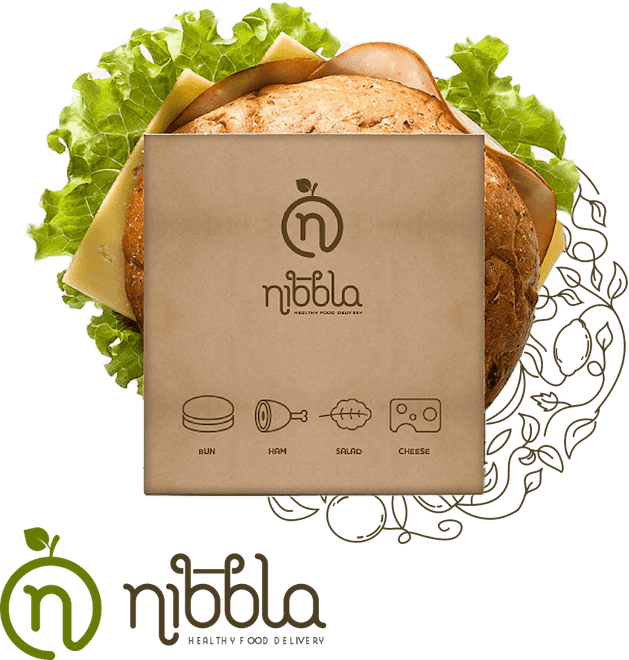 n
nibbla
HEALTHY FOOD DELIVERY
BUN HAM SALAD CHEESE
n nibbla
HEALTHY FOOD DELIVERY